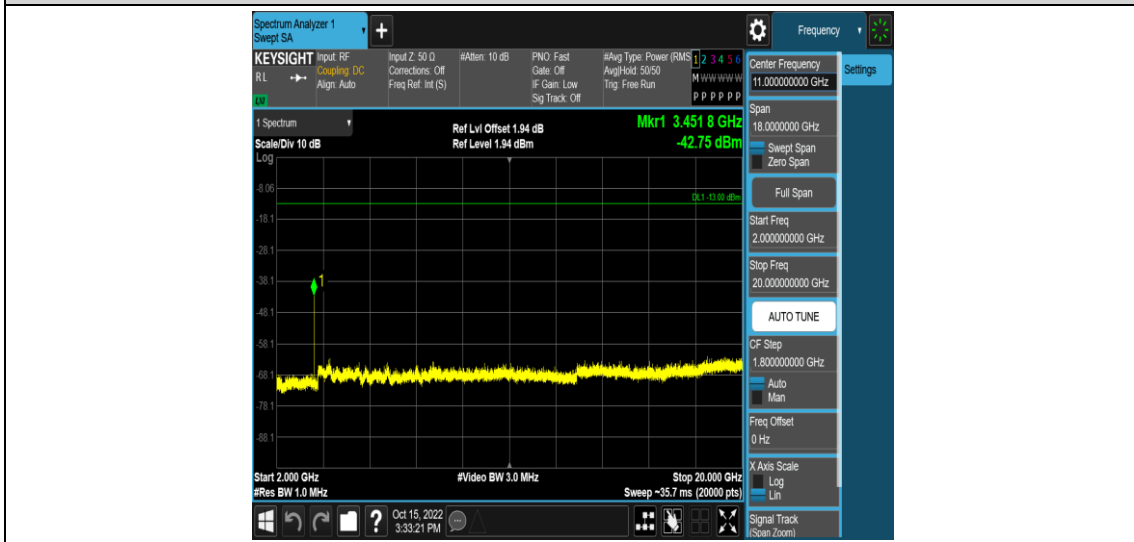 Spectrum Analyzer 1
Swept SA
+
Frequency
KEYSIGHT
RL
LXI
Input: RF
Coupling: DC
Align: Auto
Input Z: 50 Ω
Corrections: Off
Freq Ref: Int (S)
#Atten: 10 dB
PNO: Fast
Gate: Off
IF Gain: Low
Sig Track: Off
#Avg Type: Power (RMS
Avg|Hold: 50/50
Trig: Free Run
1 2 3 4 5 6
M W W W W W
P P P P P P
Center Frequency
11.000000000 GHz
Settings
1 Spectrum
Scale/Div 10 dB
Ref Lvl Offset 1.94 dB
Ref Level 1.94 dBm
Mkr1 3.451 8 GHz
-42.75 dBm
Log
-8.06
-18.1
-28.1
-38.1
-48.1
-58.1
-68.1
-78.1
-88.1
DL1 -13.00 dBm
1
Start 2.000 GHz
#Res BW 1.0 MHz
#Video BW 3.0 MHz
Stop 20.000 GHz
Sweep ~35.7 ms (20000 pts)
Span
18.0000000 GHz
Swept Span
Zero Span
Full Span
Start Freq
2.000000000 GHz
Stop Freq
20.000000000 GHz
AUTO TUNE
CF Step
1.800000000 GHz
Auto
Man
Freq Offset
0 Hz
X Axis Scale
Log
Lin
Signal Track
(Span Zoom)
?
Oct 15, 2022
3:33:21 PM